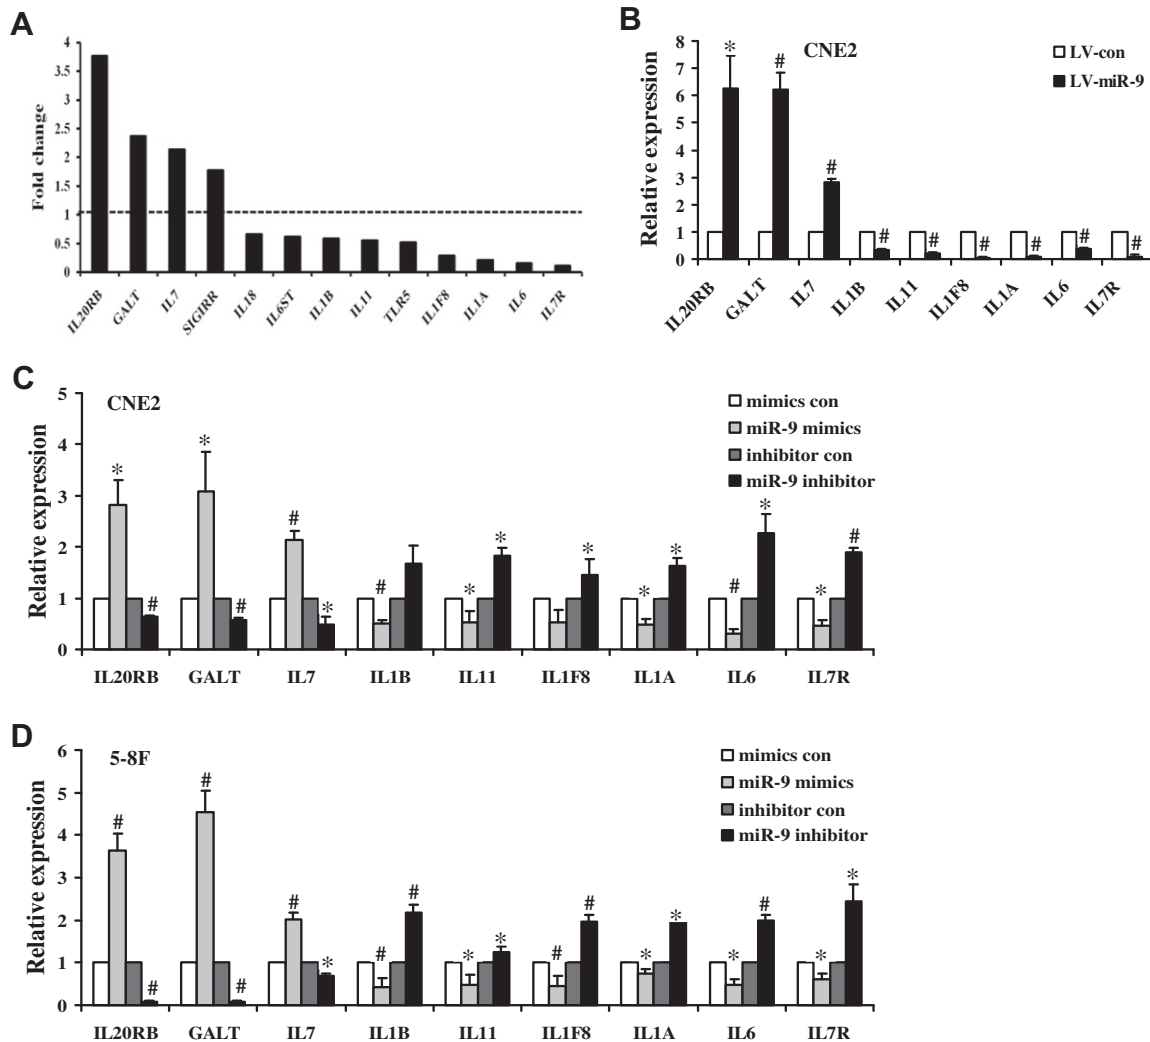 A
Fold change
4
3.5
3
2.5
2
1.5
1
0.5
0
IL20RB
GALT
IL7
SIGIRR
IL18
IL6ST
IL1B
IL11
TLR5
IL1F8
IL1A
IL6
IL7R
B
CNE2
LV-con
LV-miR-9
Relative expression
8
7
6
5
4
3
2
1
0
* # # # # # # # #
IL20RB
GALT
IL7
IL1B
IL11
IL1F8
IL1A
IL6
IL7R
C
CNE2
mimics con
miR-9 mimics
inhibitor con
miR-9 inhibitor
Relative expression
5
4
3
2
1
0
* # * # # * # * * * * * # * * #
IL20RB GALT IL7 IL1B IL11 IL1F8 IL1A IL6 IL7R
D
5-8F
mimics con
miR-9 mimics
inhibitor con
miR-9 inhibitor
Relative expression
6
5
4
3
2
1
0
# # # # # * # # * * # # * * * # * *
IL20RB GALT IL7 IL1B IL11 IL1F8 IL1A IL6 IL7R